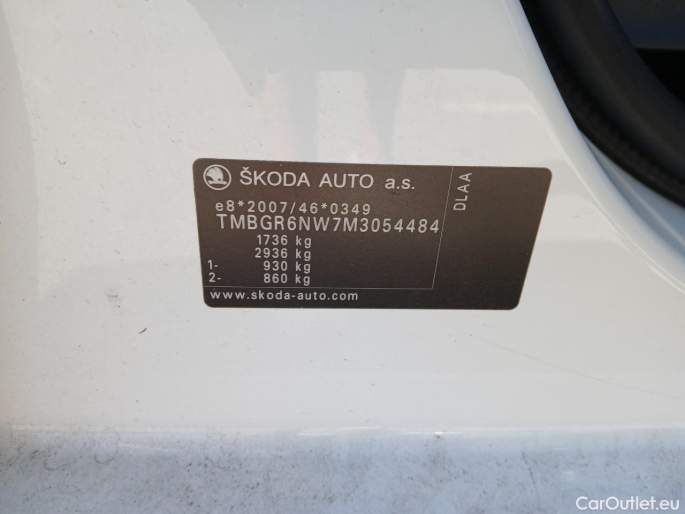 ŠKODA AUTO a.s.
DLAA
e8*2007/46*0349
TMBGR6NW7M3054484
1736 kg
2936 kg
1- 930 kg
2- 860 kg
www.skoda-auto.com
CarOutlet.eu